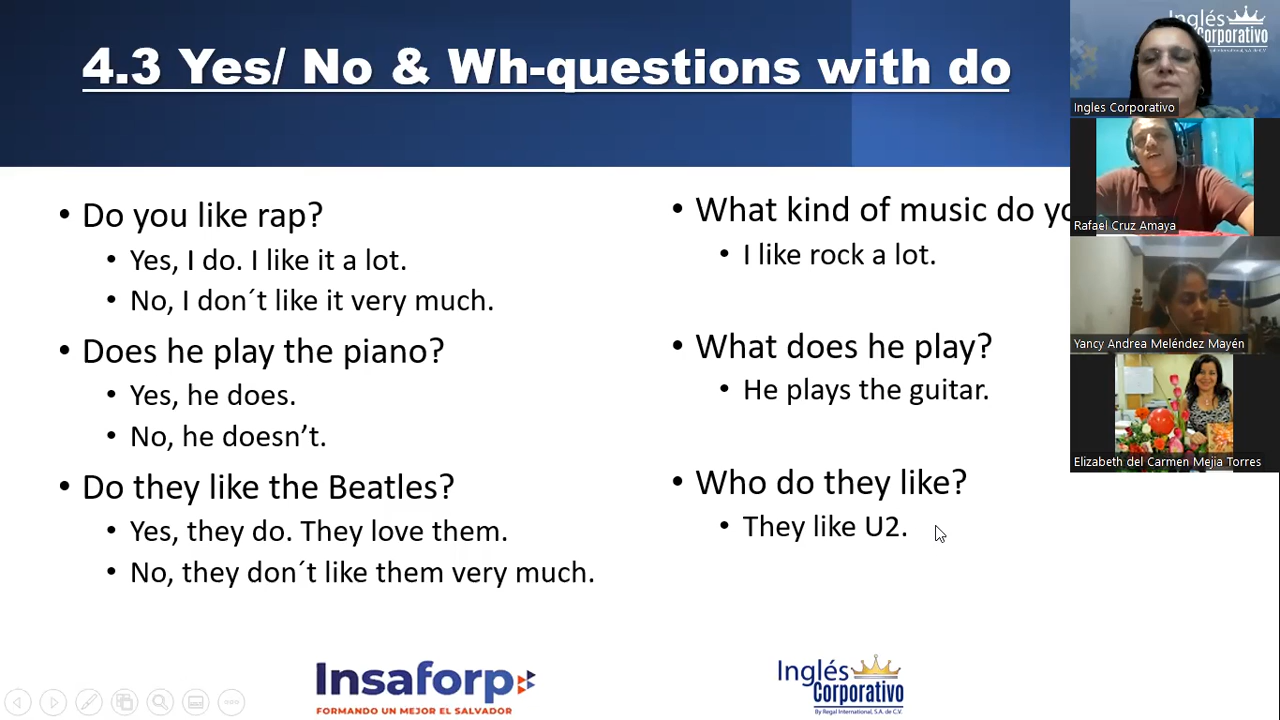 4.3 Yes/ No & Wh-questions with do
• Do you like rap?
• Yes, I do. I like it a lot.
• No, I don´t like it very much.
• Does he play the piano?
• Yes, he does.
• No, he doesn’t.
• Do they like the Beatles?
• Yes, they do. They love them.
• No, they don´t like them very much.
• What kind of music do
• I like rock a lot.
• What does he play?
• He plays the guitar.
• Who do they like?
• They like U2.
Inglés
Corporativo
Ingles Corporativo
Rafael Cruz Amaya
Yancy Andrea Meléndez Mayén
Elizabeth del Carmen Mejia Torres
Insaforp
FORMANDO UN MEJOR EL SALVADOR
Inglés
Corporativo
By Regal International, S.A. de C.V.